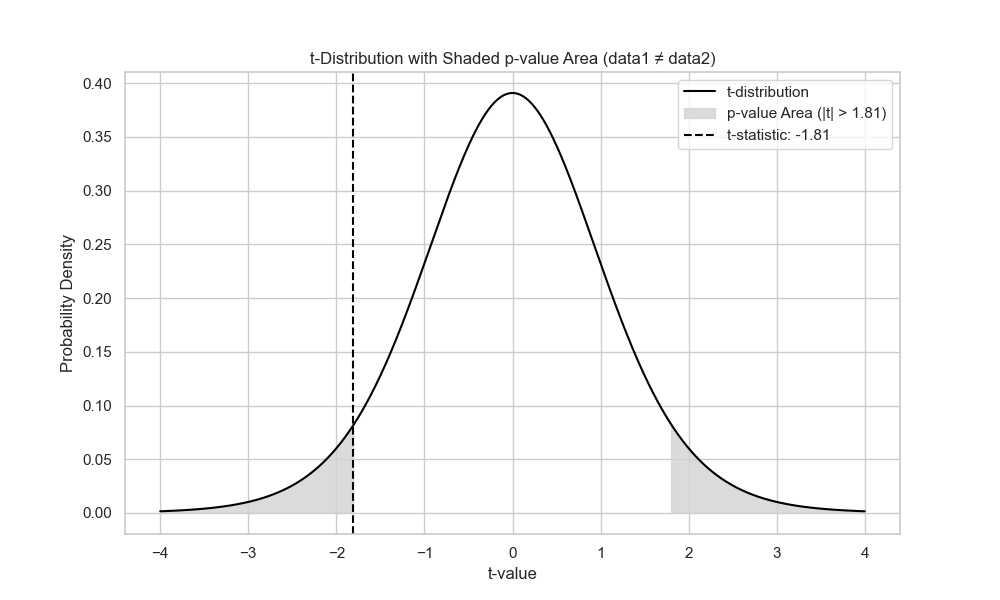 t-Distribution with Shaded p-value Area (data1 ≠ data2)
t-distribution
p-value Area (|t| > 1.81)
t-statistic: -1.81
Probability Density
0.40
0.35
0.30
0.25
0.20
0.15
0.10
0.05
0.00
−4 −3 −2 −1 0 1 2 3 4
t-value